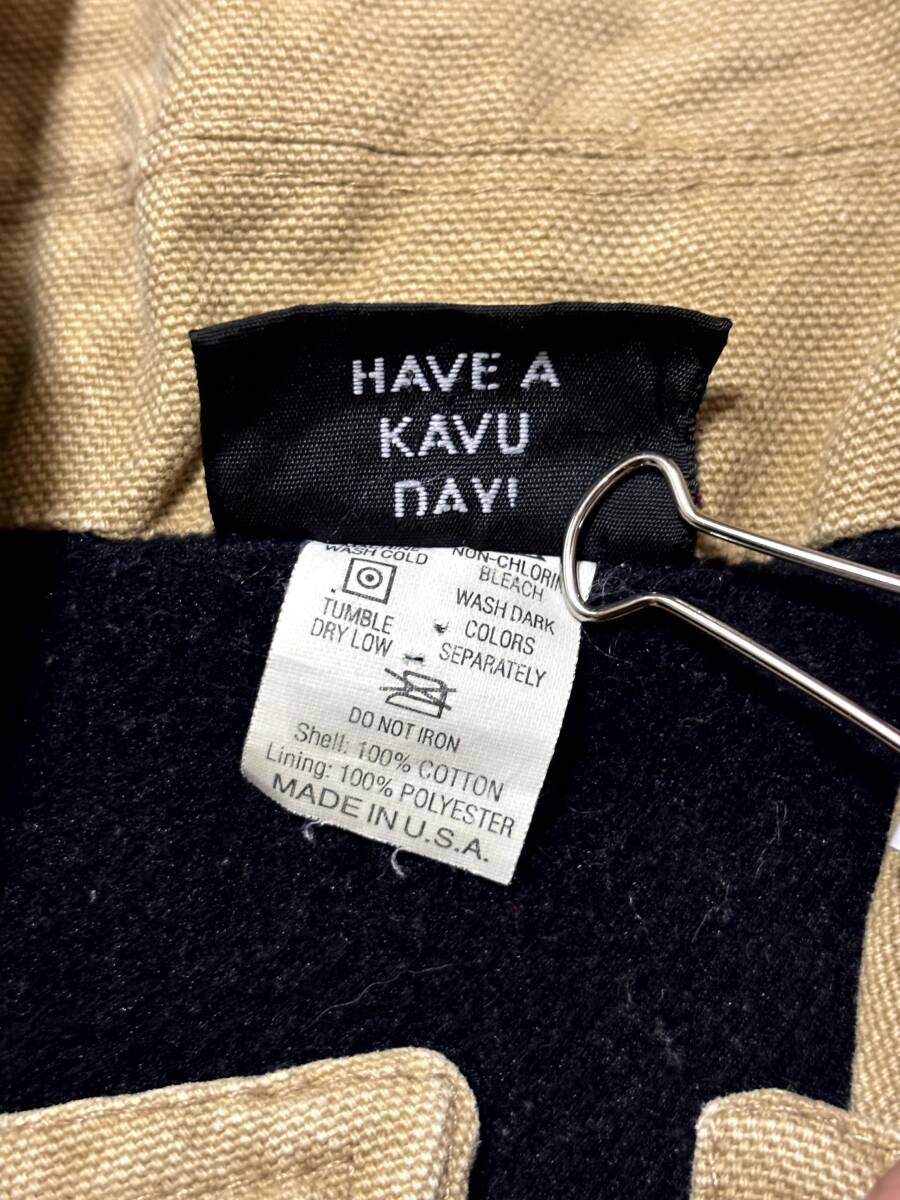 HAVE A
KAVU
DAY!
WASH COLD
NON-CHLORIN
BLEACH
TUMBLE
DRY LOW
WASH DARK
COLORS
SEPARATELY
DO NOT IRON
Shell: 100% COTTON
Lining: 100% POLYESTER
MADE IN U.S.A.